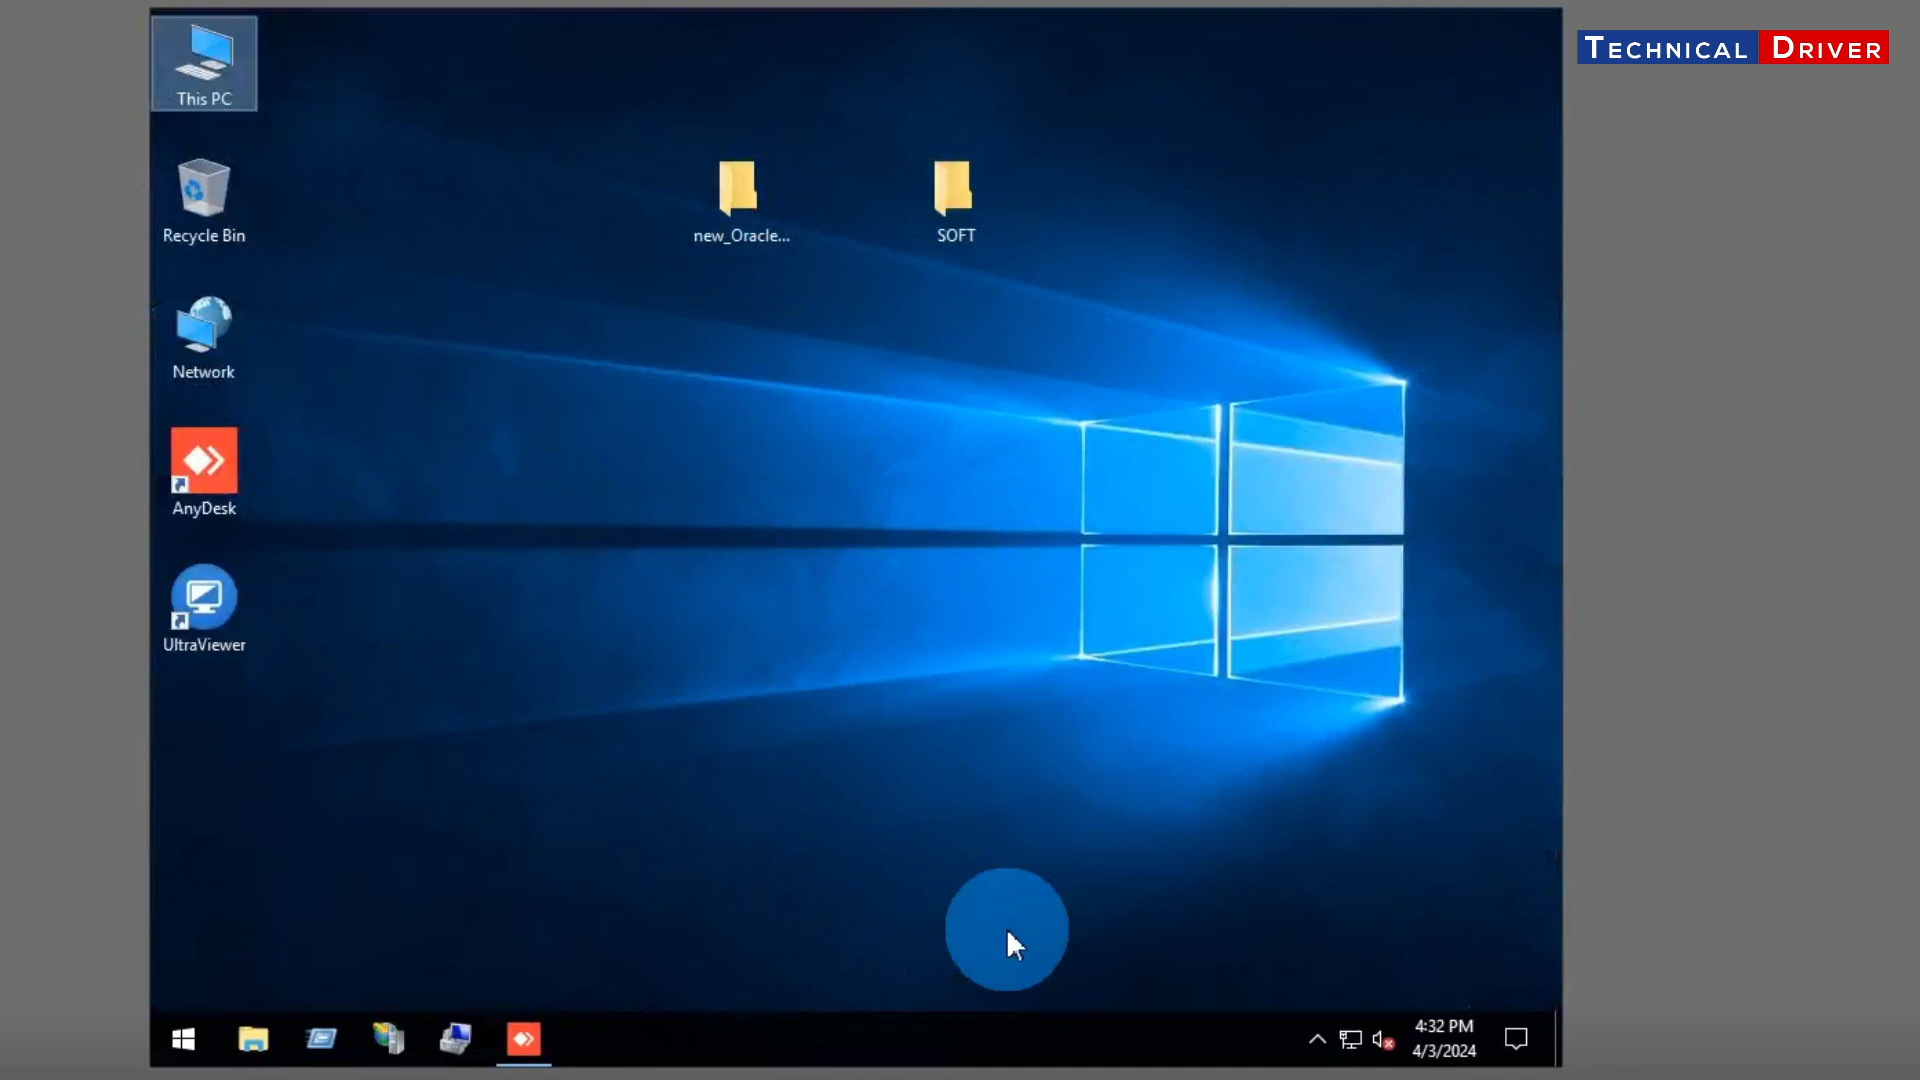 TECHNICAL DRIVER
This PC
Recycle Bin
new_Oracle...
SOFT
Network
AnyDesk
UltraViewer
4:32 PM
4/3/2024